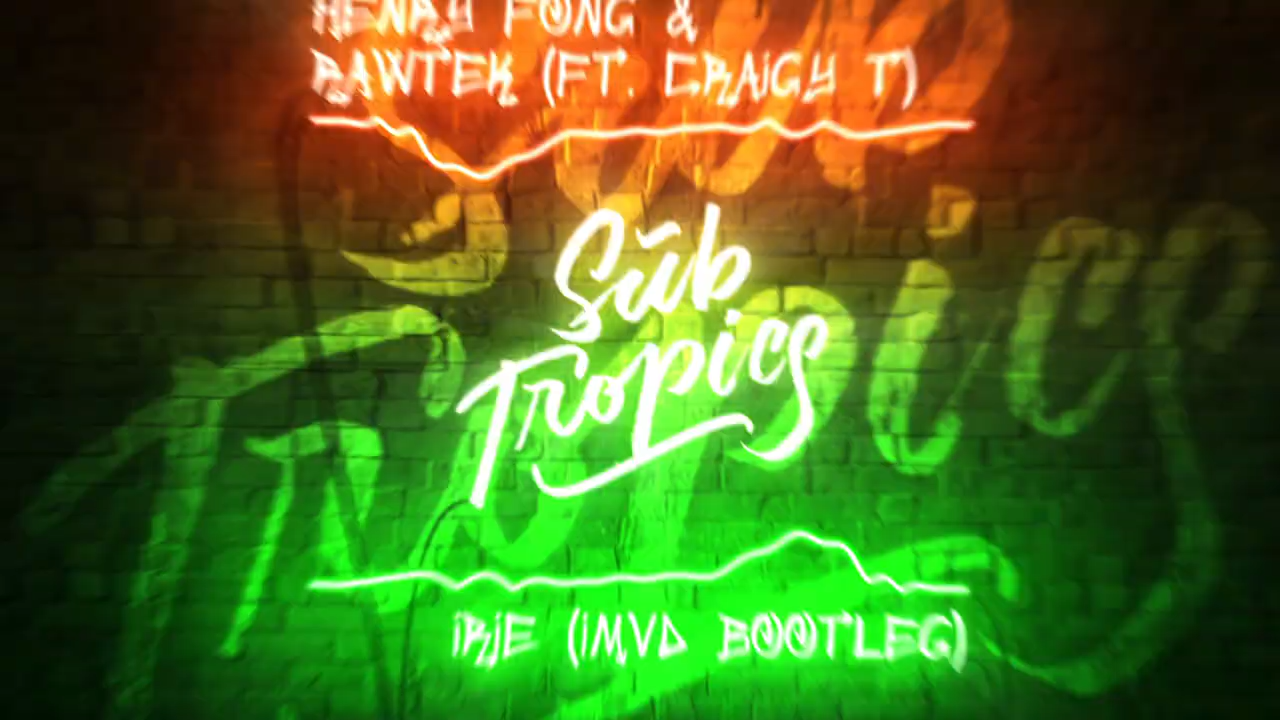 HENRY FONG &
RAWTEK (FT. CRAIGY T)
Sub
Tropics
IRIE (IMVD BOOTLEG)